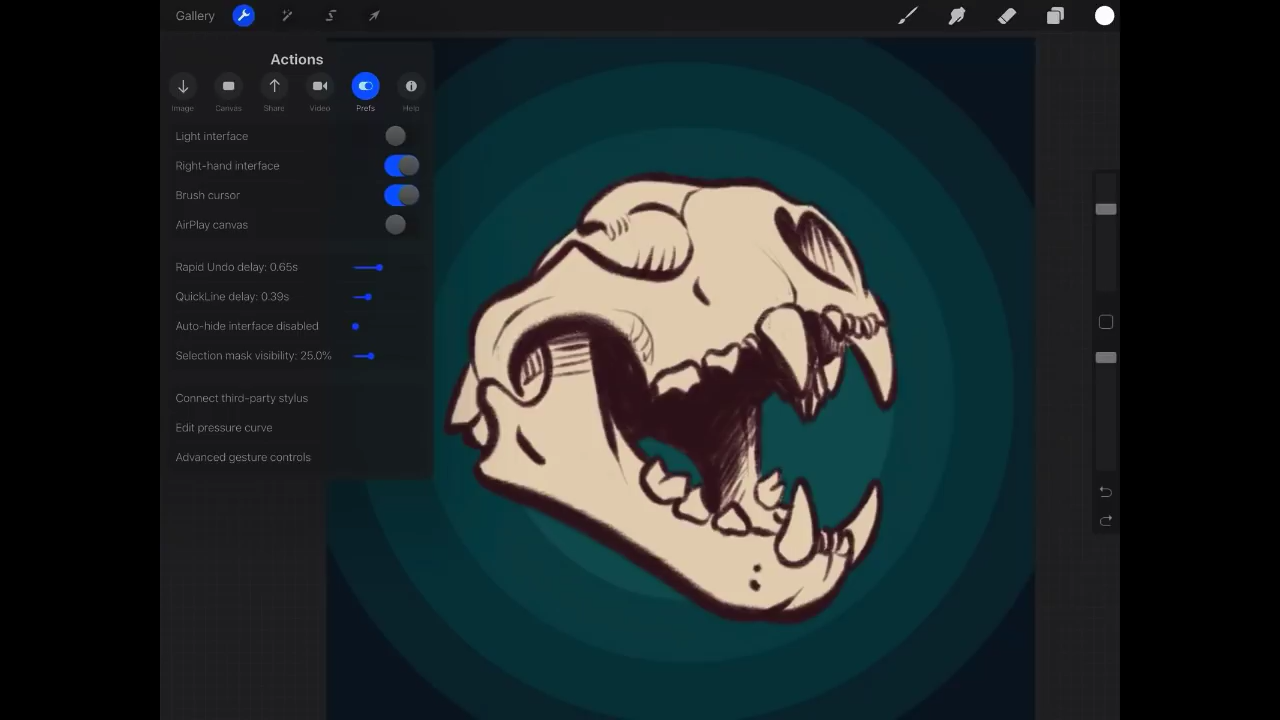 Gallery
Actions
Image Canvas Share Video Prefs Help
Light interface
Right-hand interface
Brush cursor
AirPlay canvas
Rapid Undo delay: 0.65s
QuickLine delay: 0.39s
Auto-hide interface disabled
Selection mask visibility: 25.0%
Connect third-party stylus
Edit pressure curve
Advanced gesture controls